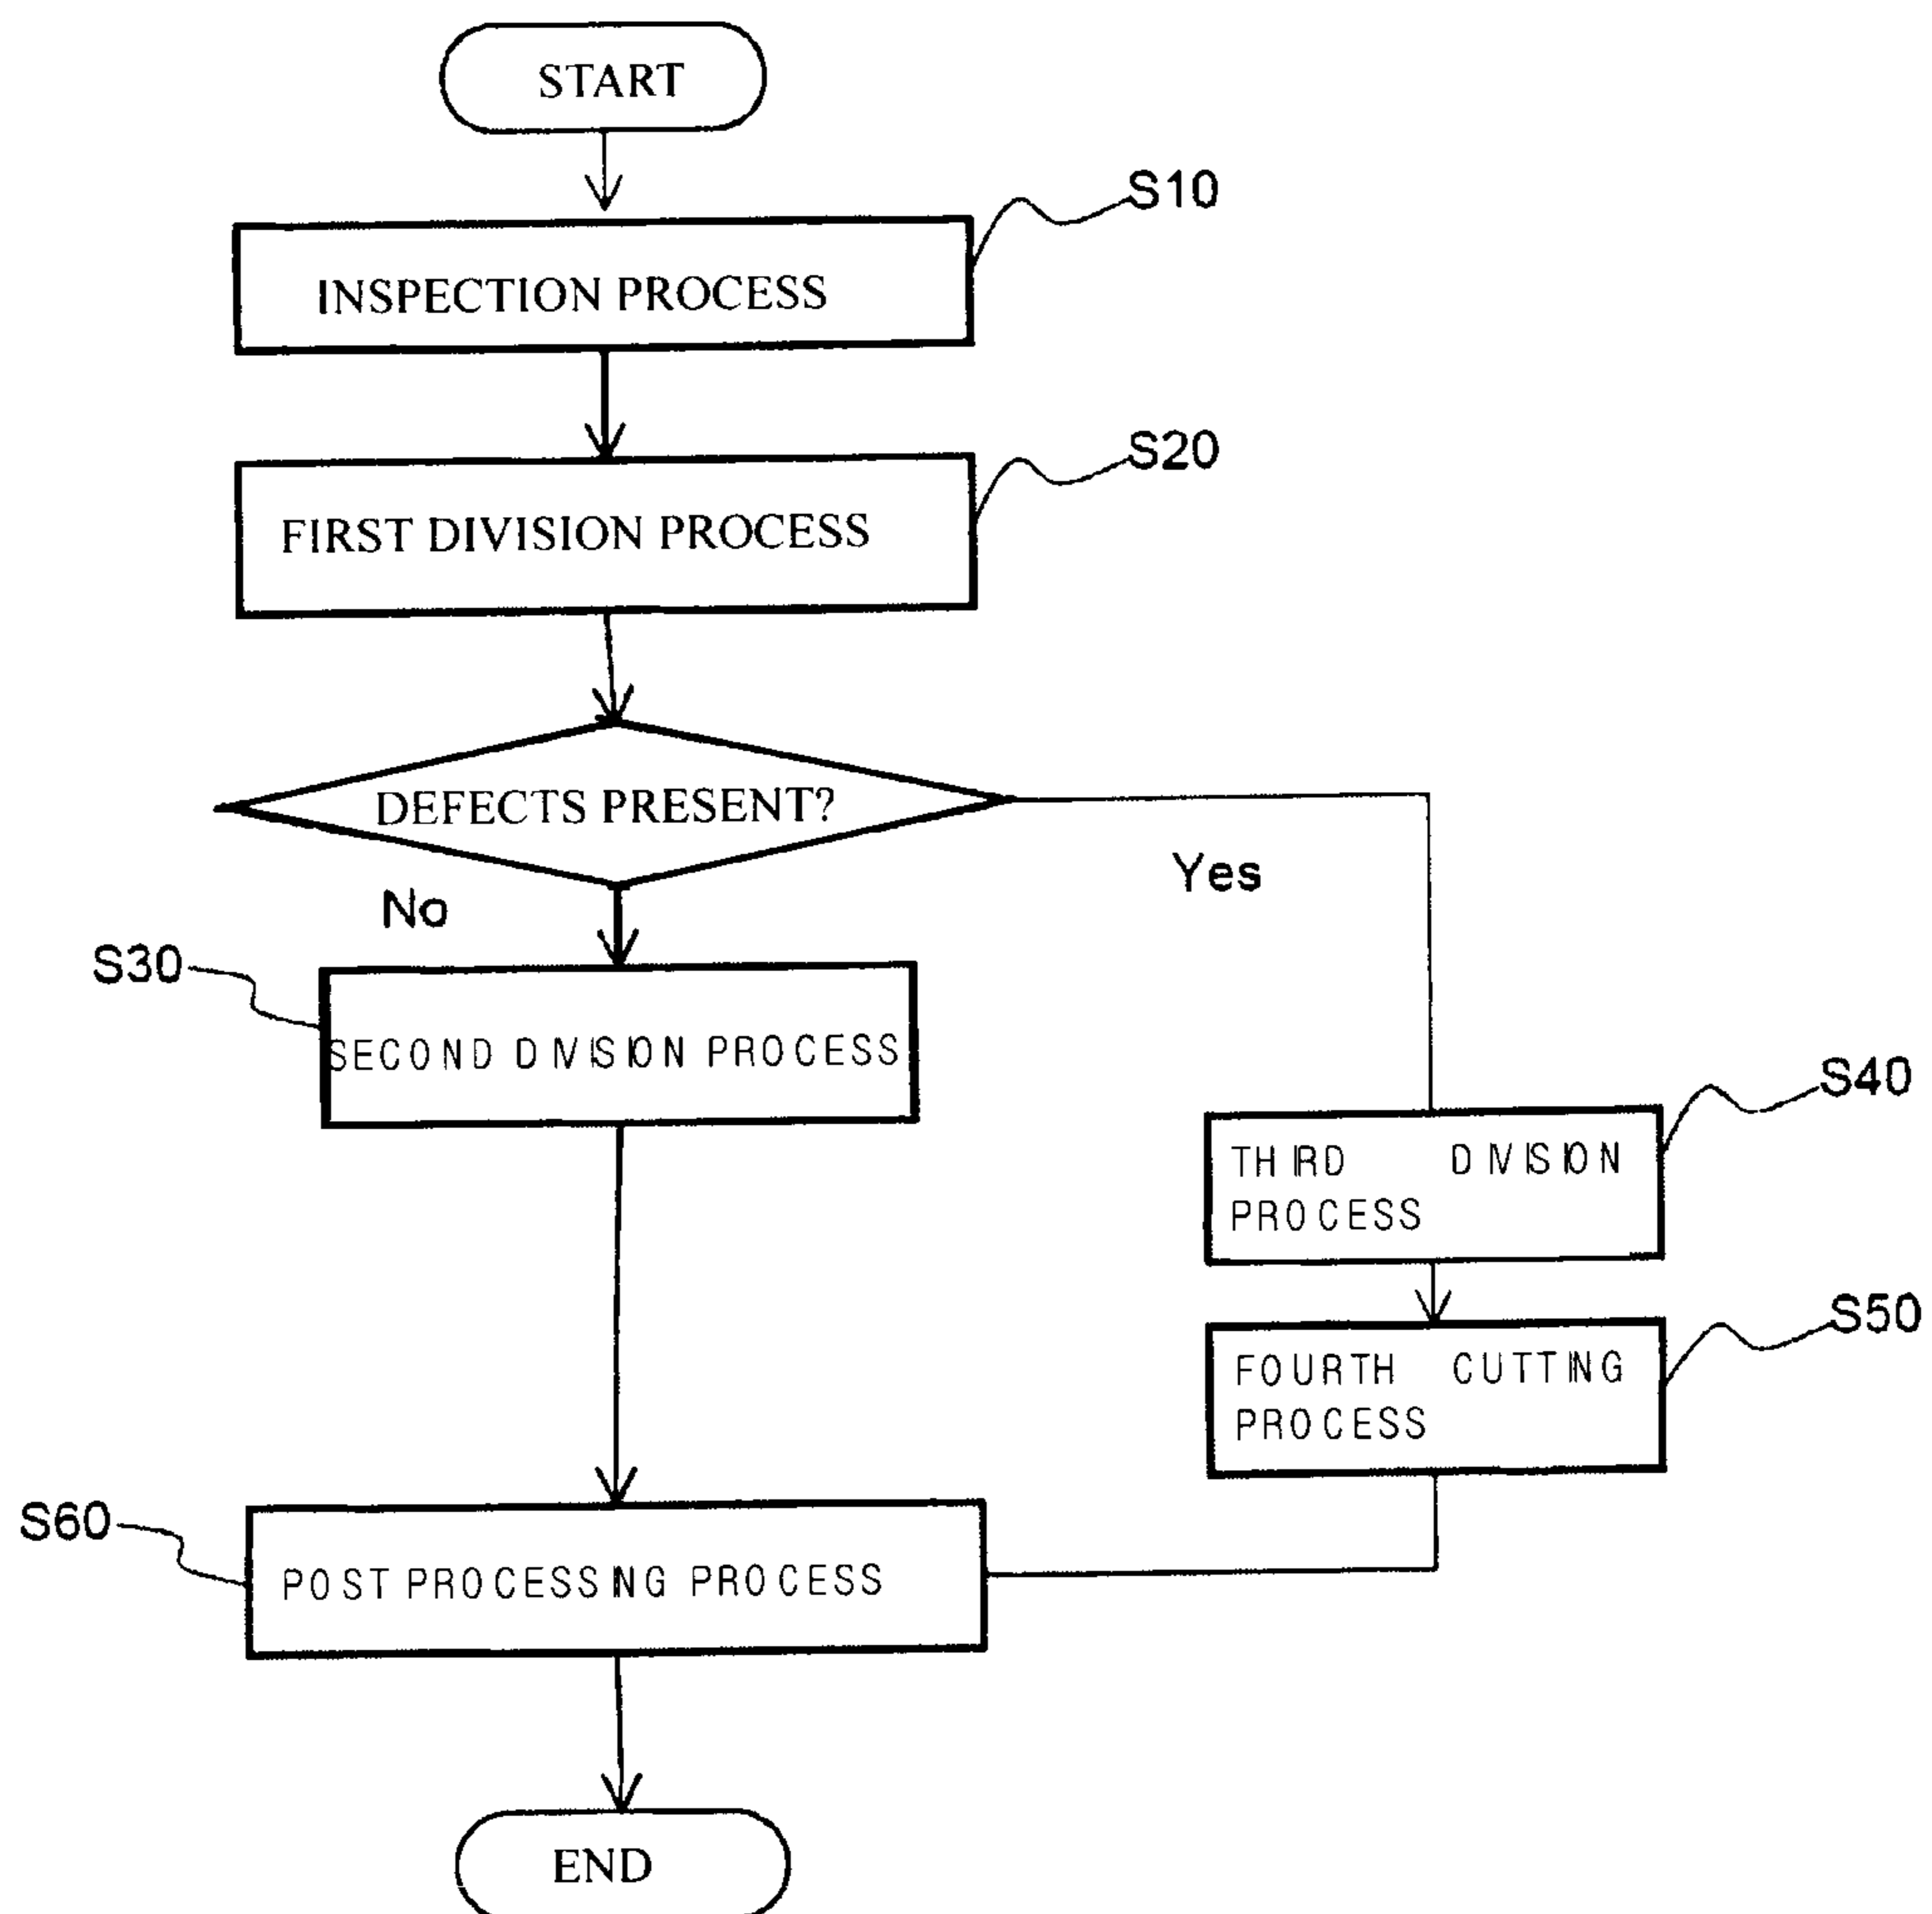 START
S10
INSPECTION PROCESS
S20
FIRST DIVISION PROCESS
DEFECTS PRESENT?
Yes
No
S30
SECOND DIVISION PROCESS
S40
THIRD DIVISION
PROCESS
S50
FOURTH CUTTING
PROCESS
S60
POST PROCESSING PROCESS
END